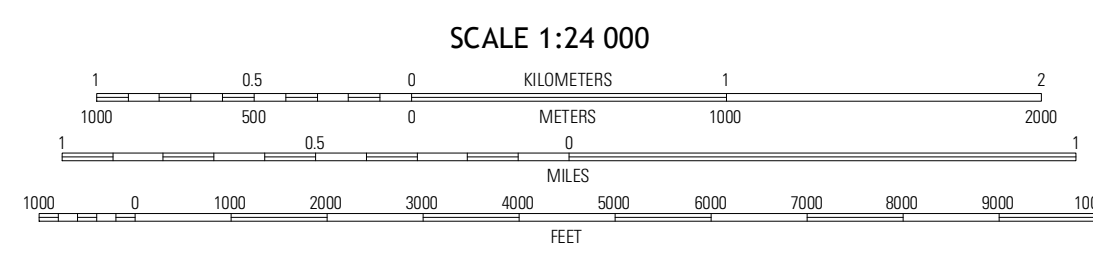 SCALE 1:24 000
1 0.5 0 KILOMETERS 1 2
1000 500 0 METERS 1000 2000
1 0.5 0 1
MILES
1000 0 1000 2000 3000 4000 5000 6000 7000 8000 9000
FEET